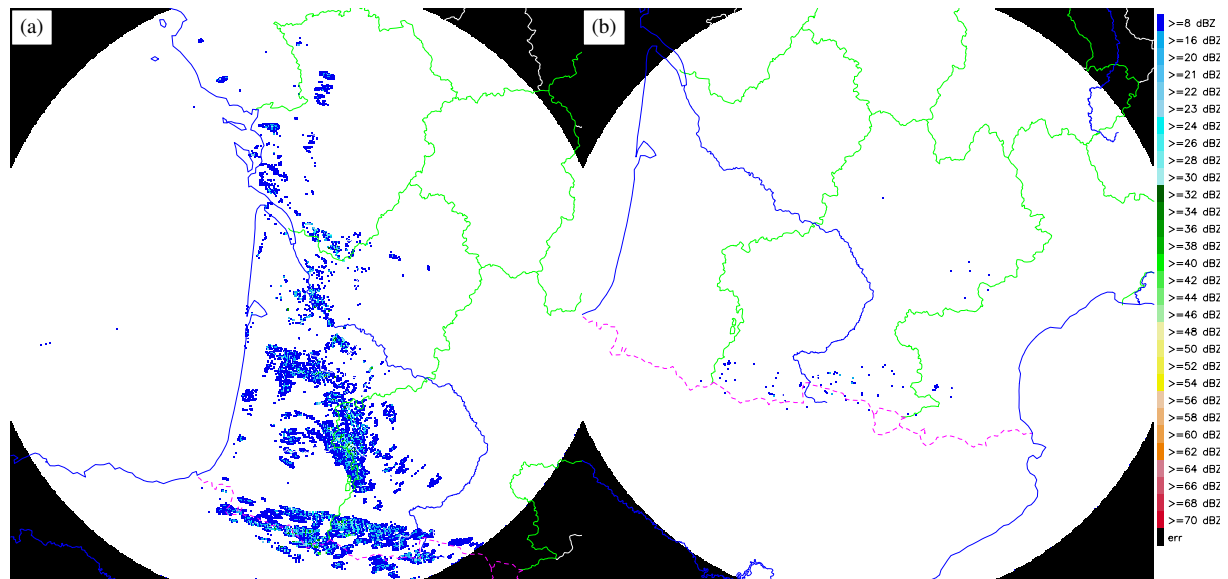 (a)
(b)
>=8 dBZ
>=16 dBZ
>=20 dBZ
>=21 dBZ
>=22 dBZ
>=23 dBZ
>=24 dBZ
>=26 dBZ
>=28 dBZ
>=30 dBZ
>=32 dBZ
>=34 dBZ
>=36 dBZ
>=38 dBZ
>=40 dBZ
>=42 dBZ
>=44 dBZ
>=46 dBZ
>=48 dBZ
>=50 dBZ
>=52 dBZ
>=54 dBZ
>=56 dBZ
>=58 dBZ
>=60 dBZ
>=62 dBZ
>=64 dBZ
>=66 dBZ
>=68 dBZ
>=70 dBZ
err